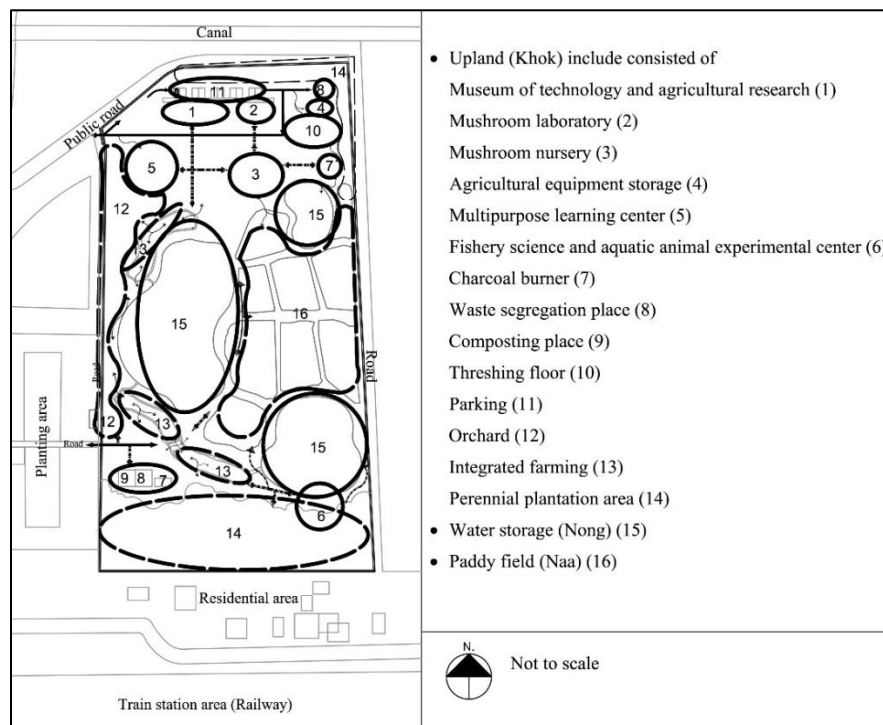 Canal
14
11
8
1
2
4
10
Public road
5
3
7
12
15
13
15
16
Road
Road
Planting area
12
13
15
Road
13
9 8 7
6
14
Residential area
Train station area (Railway)
• Upland (Khok) include consisted of
Museum of technology and agricultural research (1)
Mushroom laboratory (2)
Mushroom nursery (3)
Agricultural equipment storage (4)
Multipurpose learning center (5)
Fishery science and aquatic animal experimental center (6)
Charcoal burner (7)
Waste segregation place (8)
Composting place (9)
Threshing floor (10)
Parking (11)
Orchard (12)
Integrated farming (13)
Perennial plantation area (14)
• Water storage (Nong) (15)
• Paddy field (Naa) (16)
N.
Not to scale